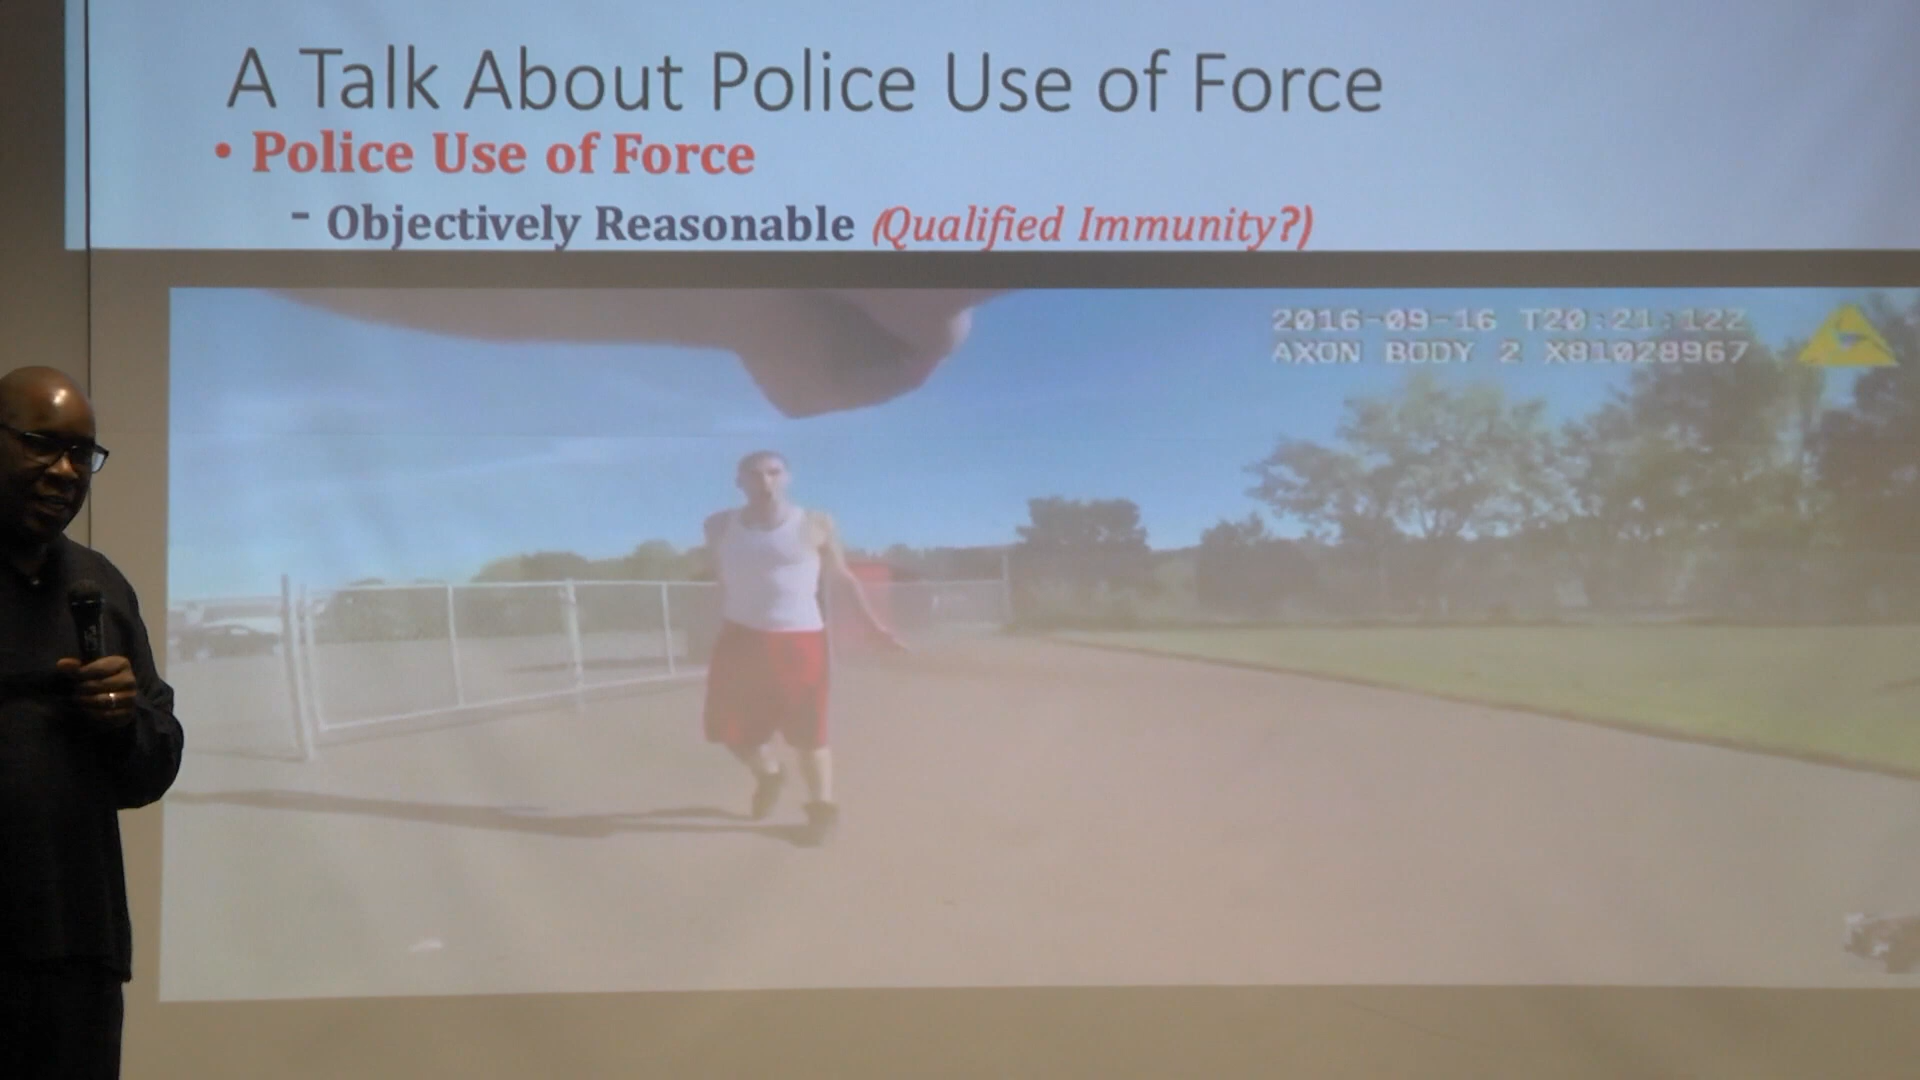 A Talk About Police Use of Force
• Police Use of Force
- Objectively Reasonable (Qualified Immunity?)
2016-09-16 T20:21:12Z
AXON BODY 2 X81028967